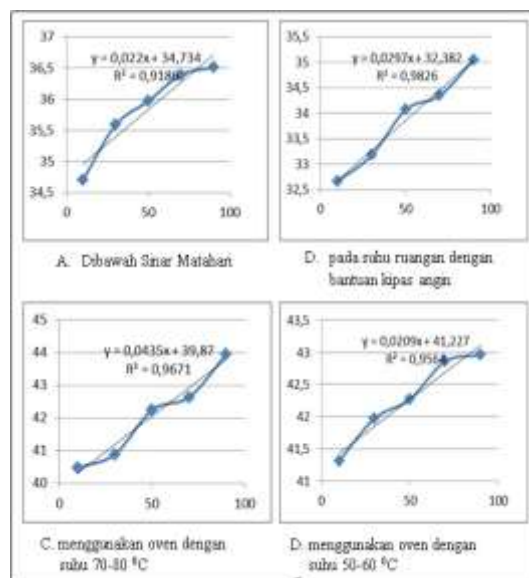 37
36,5
36
35,5
35
34,5
0
50
100
y = 0,022x + 34,734
A. Dibawah Sinar Matahari
35,5
35
34,5
34
33,5
33
32,5
0
50
100
y = 0,0297x + 32,382
R² = 0,9826
D. pada suhu ruangan dengan
bantuan kipas angin
45
44
43
42
41
40
0
50
100
y = 0,0435x + 39,87
R² = 0,9671
C. menggunakan oven dengan
suhu 70-80 ⁰C
43,5
43
42,5
42
41,5
41
0
50
100
y = 0,0209x + 41,227
D. menggunakan oven dengan
suhu 50-60 ⁰C